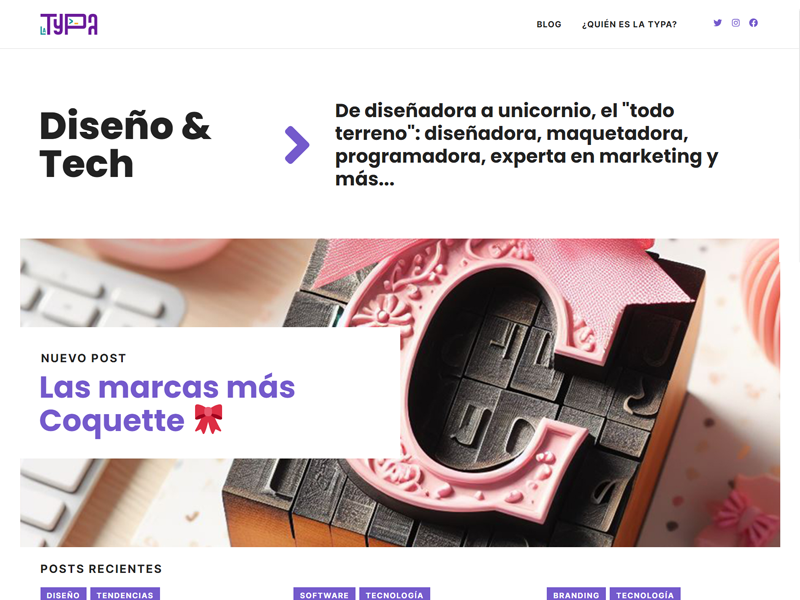 LA TYPA
BLOG
¿QUIÉN ES LA TYPA?
Diseño &
Tech
De diseñadora a unicornio, el "todo
terreno": diseñadora, maquetadora,
programadora, experta en marketing y
más...
NUEVO POST
Las marcas más
Coquette 🎀
C
POSTS RECIENTES
DISEÑO TENDENCIAS
SOFTWARE TECNOLOGÍA
BRANDING TECNOLOGÍA